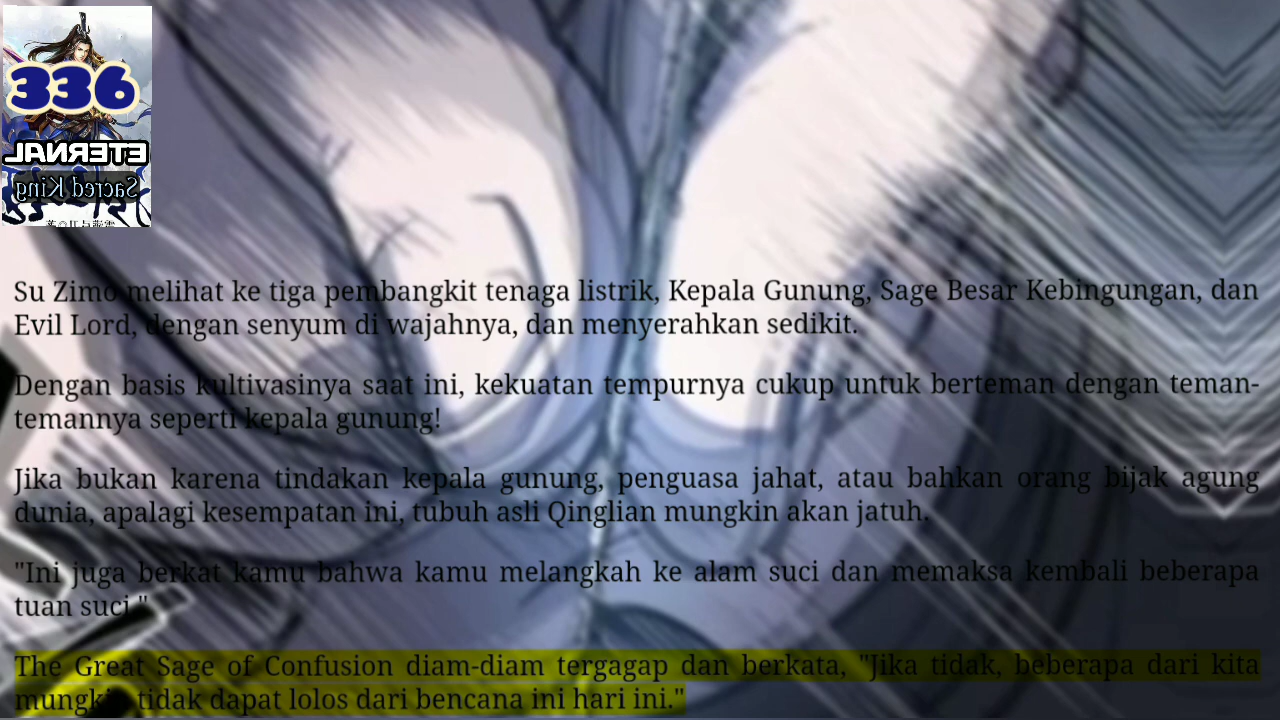 336
ETERNAL
Sacred King
Su Zimo melihat ke tiga pembangkit tenaga listrik, Kepala Gunung, Sage Besar Kebingungan, dan
Evil Lord, dengan senyum di wajahnya, dan menyerahkan sedikit.
Dengan basis kultivasinya saat ini, kekuatan tempurnya cukup untuk berteman dengan teman-
temannya seperti kepala gunung!
Jika bukan karena tindakan kepala gunung, penguasa jahat, atau bahkan orang bijak agung
dunia, apalagi kesempatan ini, tubuh asli Qinglian mungkin akan jatuh.
"Ini juga berkat kamu bahwa kamu melangkah ke alam suci dan memaksa kembali beberapa
tuan suci."
The Great Sage of Confusion diam-diam tergagap dan berkata, "Jika tidak, beberapa dari kita
mungkin tidak dapat lolos dari bencana ini hari ini."